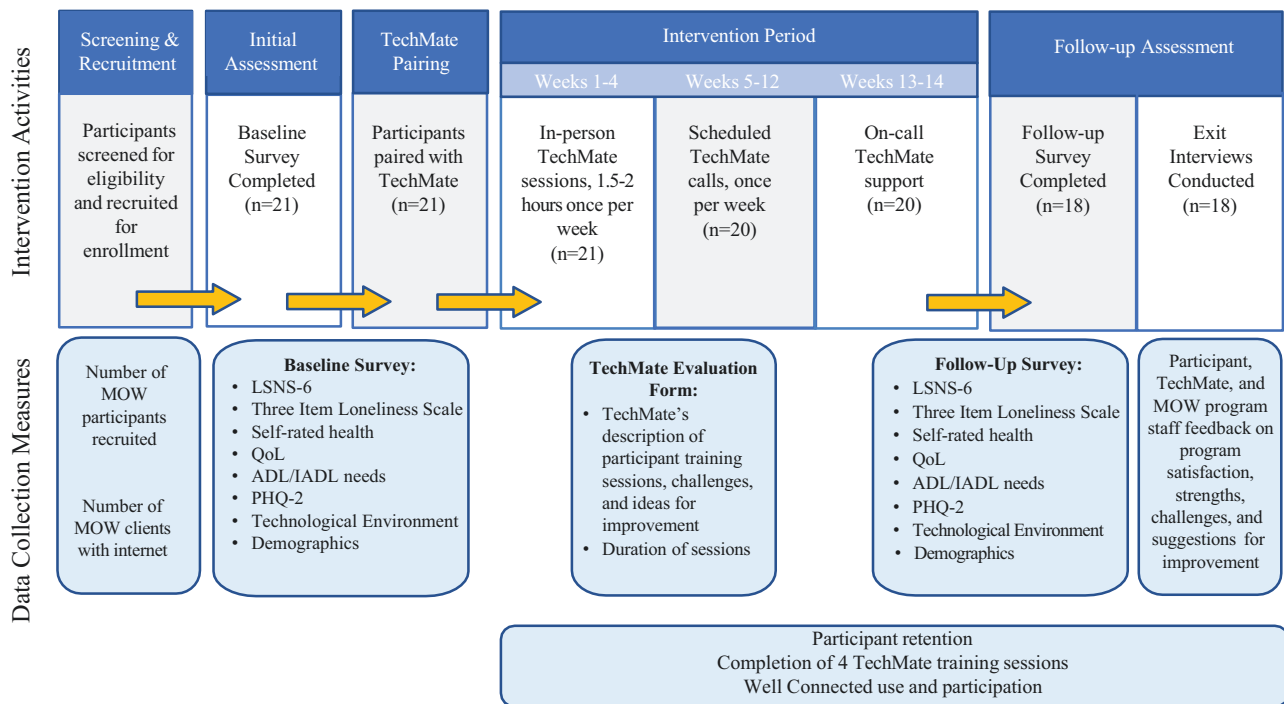 Intervention Activities
Screening &
Recruitment
Initial
Assessment
TechMate
Pairing
Intervention Period
Follow-up Assessment
Weeks 1-4
Weeks 5-12
Weeks 13-14
Participants
screened for
eligibility
and recruited
for
enrollment
Baseline
Survey
Completed
(n=21)
Participants
paired with
TechMate
(n=21)
In-person
TechMate
sessions, 1.5-2
hours once per
week
(n=21)
Scheduled
TechMate
calls, once
per week
(n=20)
On-call
TechMate
support
(n=20)
Follow-up
Survey
Completed
(n=18)
Exit
Interviews
Conducted
(n=18)
Data Collection Measures
Number of
MOW
participants
recruited
Number of
MOW clients
with internet
Baseline Survey:
• LSNS-6
• Three Item Loneliness Scale
• Self-rated health
• QoL
• ADL/IADL needs
• PHQ-2
• Technological Environment
• Demographics
TechMate Evaluation
Form:
• TechMate's
description of
participant training
sessions, challenges,
and ideas for
improvement
• Duration of sessions
Follow-Up Survey:
• LSNS-6
• Three Item Loneliness Scale
• Self-rated health
• QoL
• ADL/IADL needs
• PHQ-2
• Technological Environment
• Demographics
Participant,
TechMate, and
MOW program
staff feedback on
program
satisfaction,
strengths,
challenges, and
suggestions for
improvement
Participant retention
Completion of 4 TechMate training sessions
Well Connected use and participation